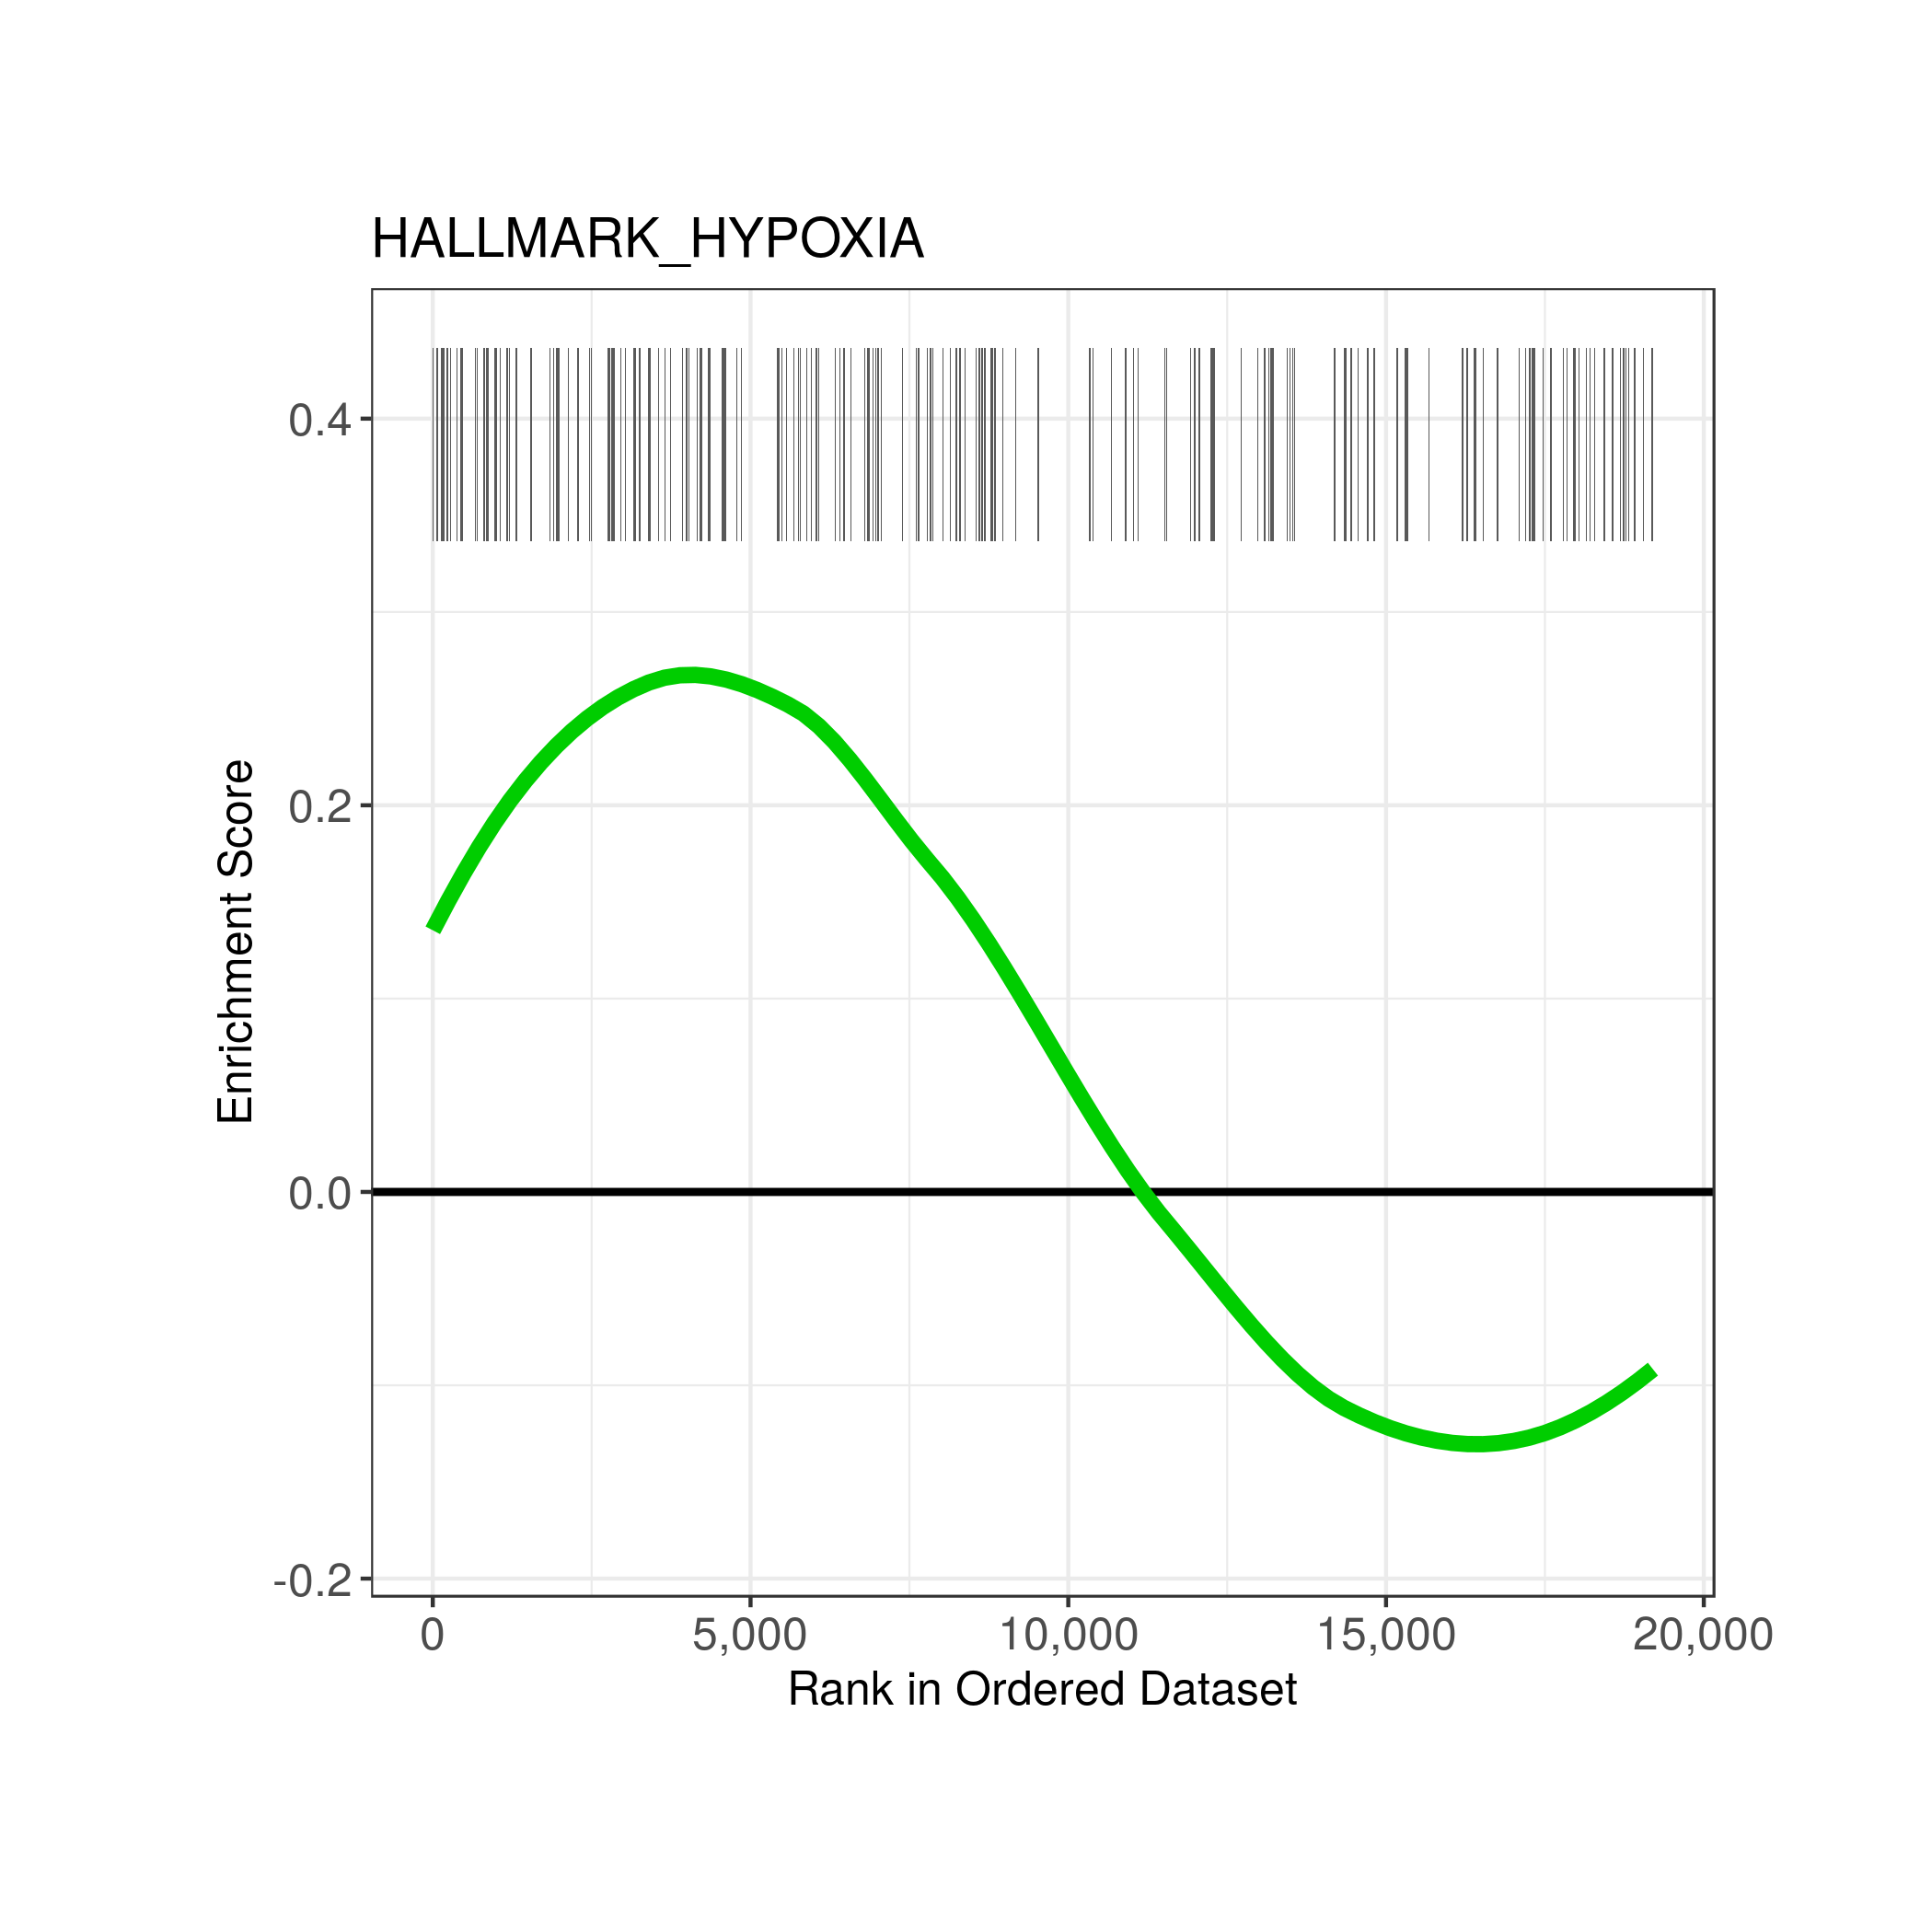 HALLMARK_HYPOXIA
0.4
0.2
0.0
-0.2
Enrichment Score
0 5,000 10,000 15,000 20,000
Rank in Ordered Dataset